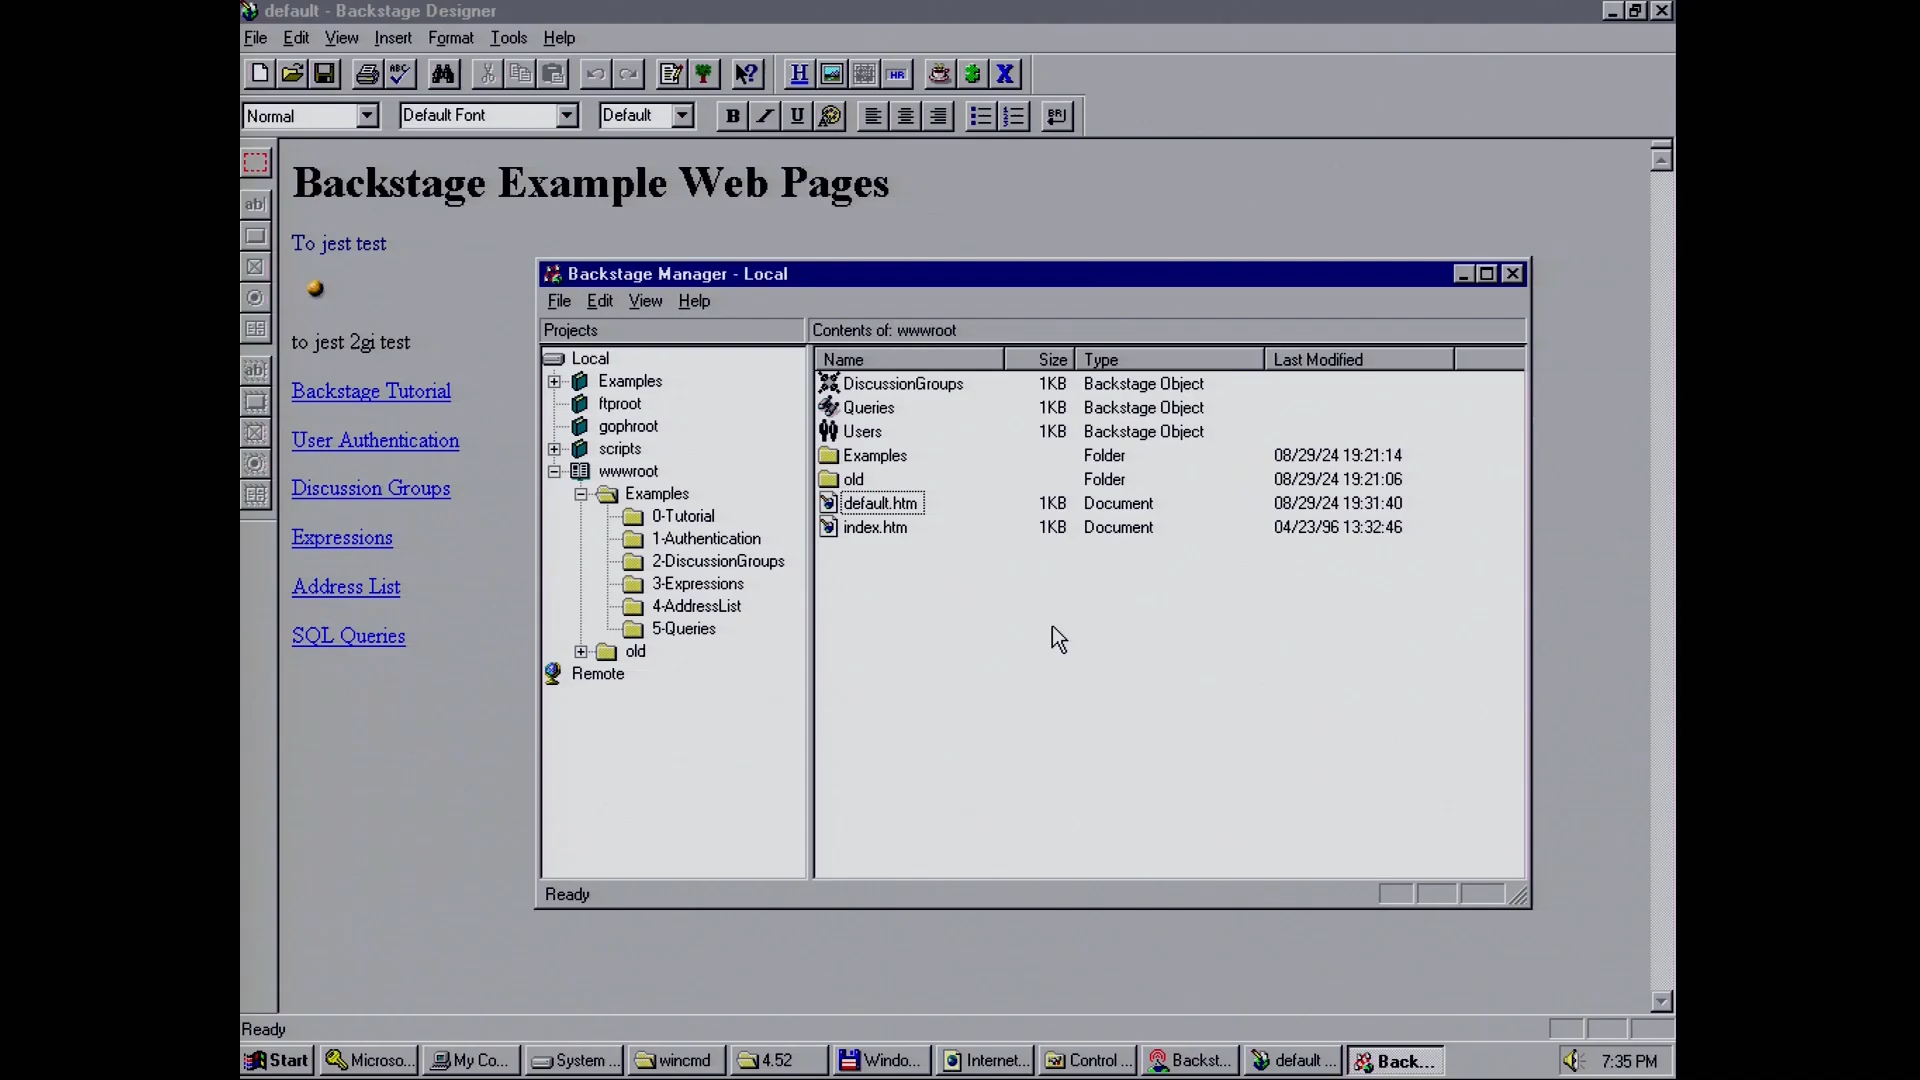 default - Backstage Designer
File Edit View Insert Format Tools Help
ABC
H
HR
X
Normal
Default Font
Default
B I U
BR
ab|
Backstage Example Web Pages
To jest test
to jest 2gi test
Backstage Tutorial
User Authentication
Discussion Groups
Expressions
Address List
SQL Queries
ab|
Backstage Manager - Local
File Edit View Help
Projects
Contents of: wwwroot
Local
Examples
ftproot
gophroot
scripts
wwwroot
Examples
0-Tutorial
1-Authentication
2-DiscussionGroups
3-Expressions
4-AddressList
5-Queries
old
Remote
Name Size Type Last Modified
DiscussionGroups 1KB Backstage Object
Queries 1KB Backstage Object
Users 1KB Backstage Object
Examples Folder 08/29/24 19:21:14
old Folder 08/29/24 19:21:06
default.htm 1KB Document 08/29/24 19:31:40
index.htm 1KB Document 04/23/96 13:32:46
Ready
Ready
Start Microso... My Co... System ... wincmd 4.52 Windo... Internet... Control ... Backst... default ... Back... 7:35 PM